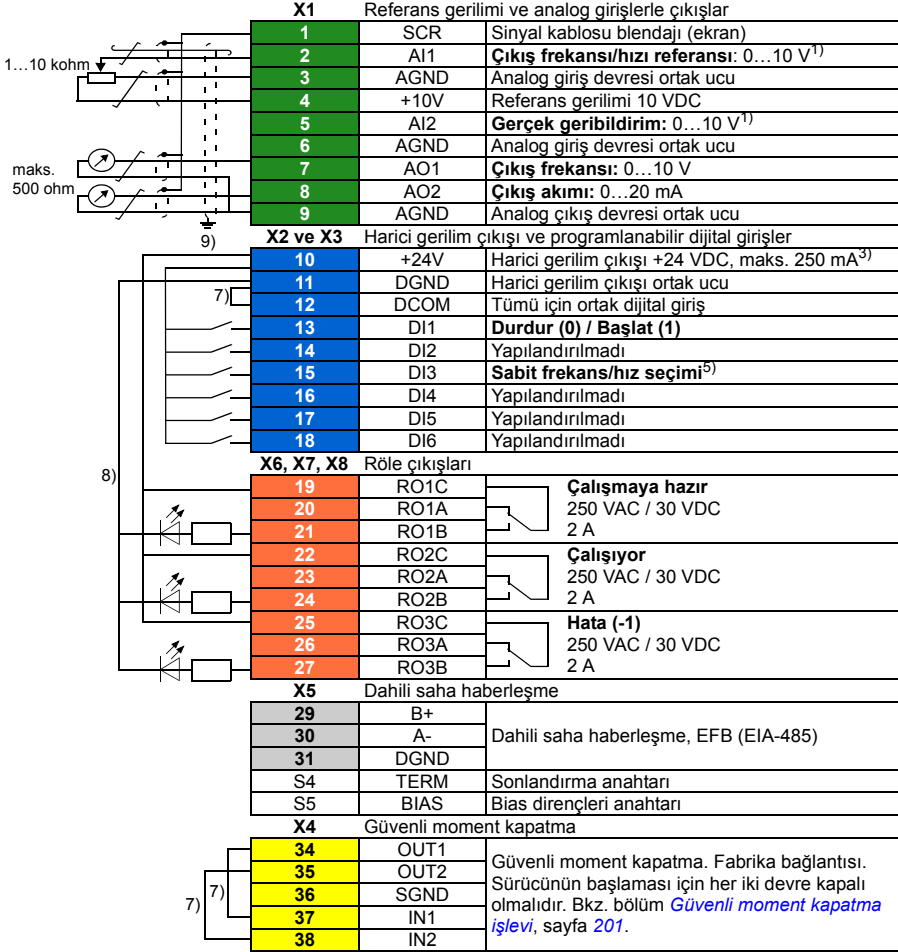 X1 Referans gerilimi ve analog girişlerle çıkışlar
1 SCR Sinyal kablosu blendajı (ekran)
1…10 kohm
2 AI1 Çıkış frekansı/hızı referansı: 0…10 V1)
3 AGND Analog giriş devresi ortak ucu
4 +10V Referans gerilimi 10 VDC
5 AI2 Gerçek geribildirim: 0…10 V1)
6 AGND Analog giriş devresi ortak ucu
maks.
500 ohm
7 AO1 Çıkış frekansı: 0…10 V
8 AO2 Çıkış akımı: 0…20 mA
9 AGND Analog çıkış devresi ortak ucu
9)
X2 ve X3 Harici gerilim çıkışı ve programlanabilir dijital girişler
10 +24V Harici gerilim çıkışı +24 VDC, maks. 250 mA3)
11 DGND Harici gerilim çıkışı ortak ucu
7)
12 DCOM Tümü için ortak dijital giriş
13 DI1 Durdur (0) / Başlat (1)
14 DI2 Yapılandırılmadı
15 DI3 Sabit frekans/hız seçimi5)
16 DI4 Yapılandırılmadı
17 DI5 Yapılandırılmadı
18 DI6 Yapılandırılmadı
X6, X7, X8 Röle çıkışları
8)
19 RO1C Çalışmaya hazır
20 RO1A 250 VAC / 30 VDC
21 RO1B 2 A
22 RO2C Çalışıyor
23 RO2A 250 VAC / 30 VDC
24 RO2B 2 A
25 RO3C Hata (-1)
26 RO3A 250 VAC / 30 VDC
27 RO3B 2 A
X5 Dahili saha haberleşme
29 B+
30 A- Dahili saha haberleşme, EFB (EIA-485)
31 DGND
S4 TERM Sonlandırma anahtarı
S5 BIAS Bias dirençleri anahtarı
X4 Güvenli moment kapatma
34 OUT1
35 OUT2
36 SGND
37 IN1
38 IN2
7)
7)
Güvenli moment kapatma. Fabrika bağlantısı.
Sürücünün başlaması için her iki devre kapalı
olmalıdır. Bkz. bölüm Güvenli moment kapatma
işlevi, sayfa 201.